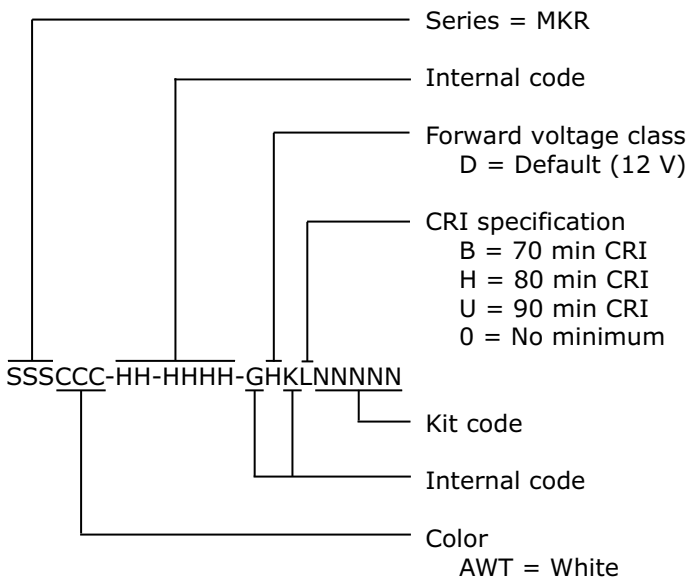 Series = MKR
Internal code
Forward voltage class
D = Default (12 V)
CRI specification
B = 70 min CRI
H = 80 min CRI
U = 90 min CRI
0 = No minimum
SSSCCC-HH-HHHH-GHKLNNNNN
Kit code
Internal code
Color
AWT = White